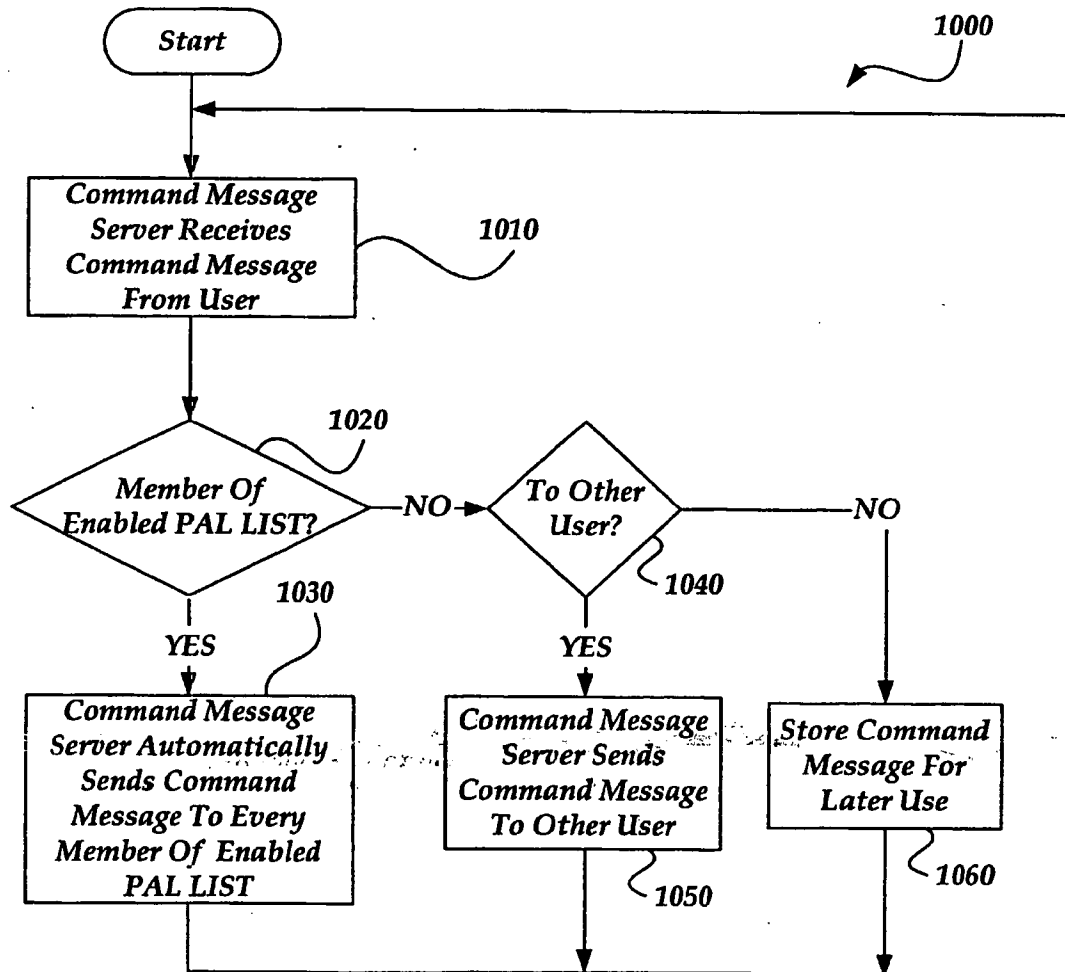 Start
1000
Command Message
Server Receives
Command Message
From User
1010
Member Of
Enabled PAL LIST?
1020
NO
To Other
User?
1040
NO
YES
1030
YES
Command Message
Server Automatically
Sends Command
Message To Every
Member Of Enabled
PAL LIST
Command Message
Server Sends
Command Message
To Other User
1050
Store Command
Message For
Later Use
1060